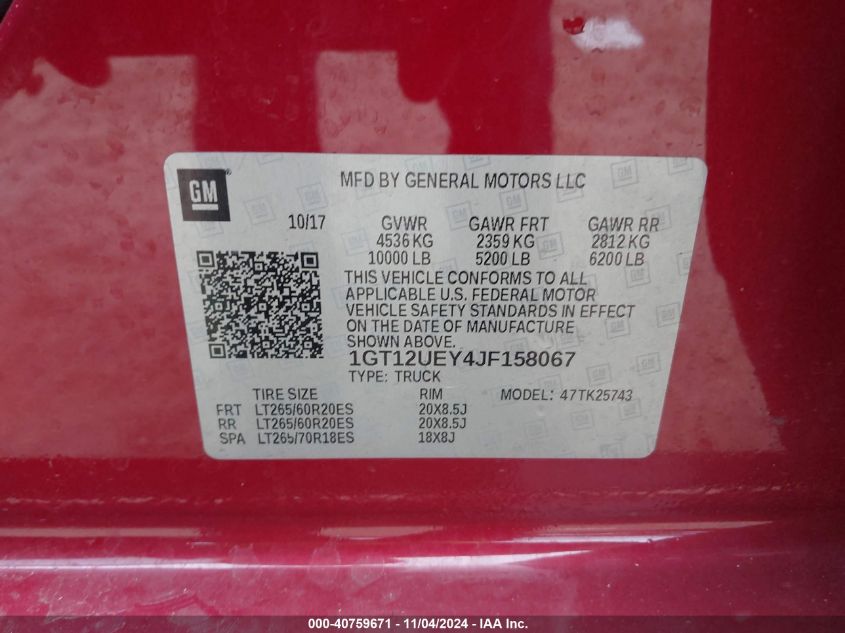 GM
MFD BY GENERAL MOTORS LLC
10/17 GVWR GAWR FRT GAWR RR
4536 KG 2359 KG 2812 KG
10000 LB 5200 LB 6200 LB
THIS VEHICLE CONFORMS TO ALL
APPLICABLE U.S. FEDERAL MOTOR
VEHICLE SAFETY STANDARDS IN EFFECT
ON THE DATE OF MANUFACTURE
SHOWN ABOVE.
1GT12UEY4JF158067
TYPE: TRUCK
TIRE SIZE RIM MODEL: 47TK25743
FRT LT265/60R20ES 20X8.5J
RR LT265/60R20ES 20X8.5J
SPA LT265/70R18ES 18X8J
000-40759671 - 11/04/2024 - IAA Inc.